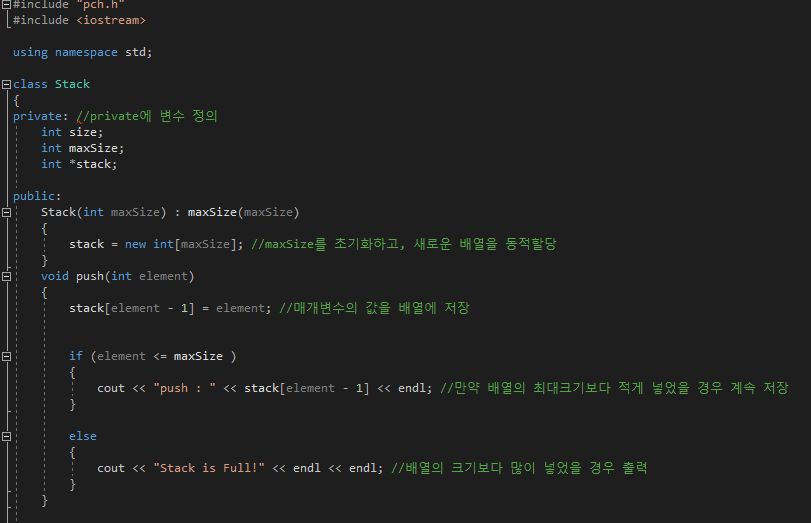 #include "pch.h"
#include <iostream>
using namespace std;
class Stack
{
private: //private에 변수 정의
int size;
int maxSize;
int *stack;
public:
Stack(int maxSize) : maxSize(maxSize)
{
stack = new int[maxSize]; //maxSize를 초기화하고, 새로운 배열을 동적할당
}
void push(int element)
{
stack[element - 1] = element; //매개변수의 값을 배열에 저장
if (element <= maxSize )
{
cout << "push : " << stack[element - 1] << endl; //만약 배열의 최대크기보다 적게 넣었을 경우 계속 저장
}
else
{
cout << "Stack is Full!" << endl << endl; //배열의 크기보다 많이 넣었을 경우 출력
}
}